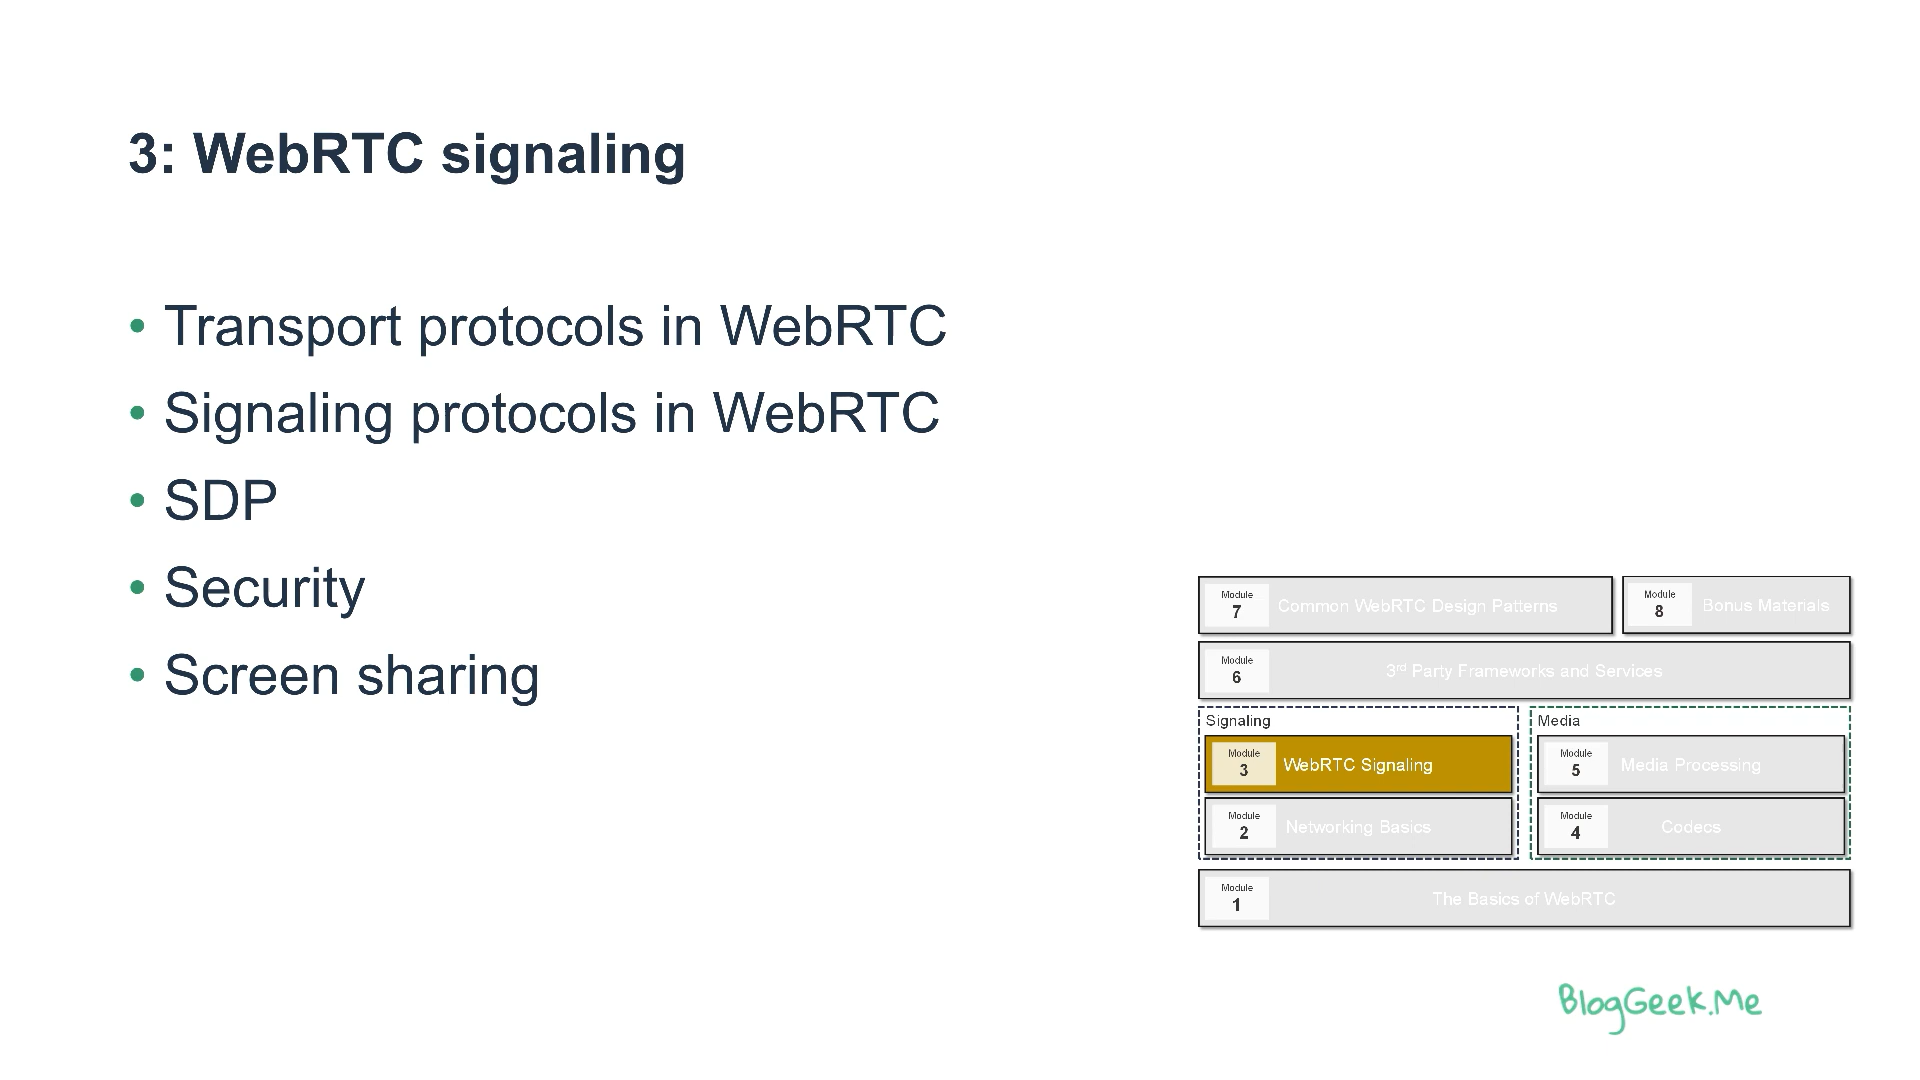 3: WebRTC signaling
• Transport protocols in WebRTC
• Signaling protocols in WebRTC
• SDP
• Security
• Screen sharing
Module
7
Common WebRTC Design Patterns
Module
8
Bonus Materials
Module
6
3rd Party Frameworks and Services
Signaling
Module
3
WebRTC Signaling
Module
2
Networking Basics
Media
Module
5
Media Processing
Module
4
Codecs
Module
1
The Basics of WebRTC
BlogGeek.Me